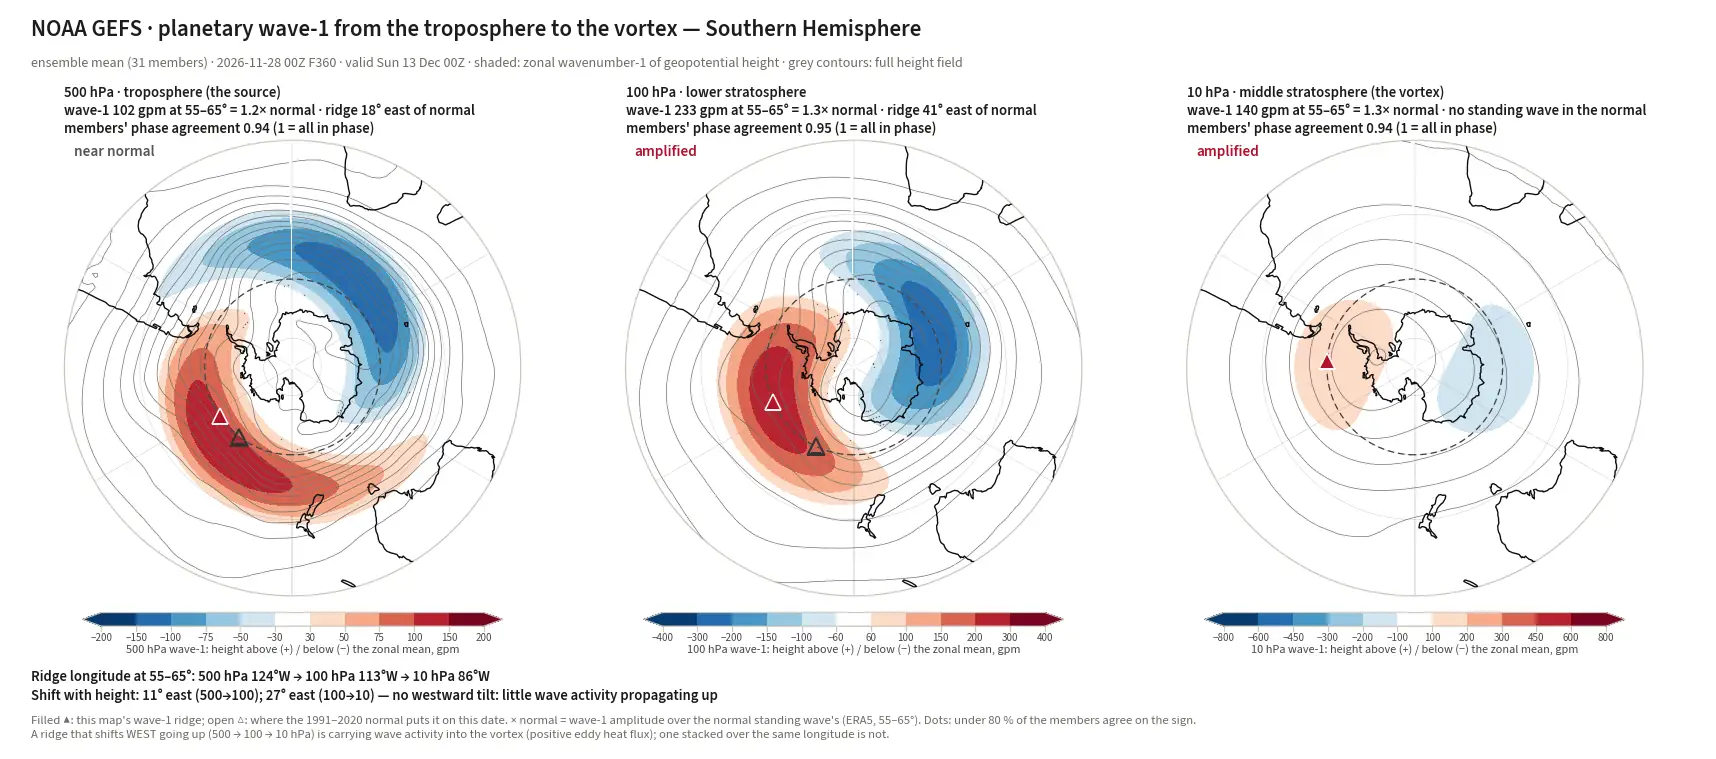 NOAA GEFS · planetary wave-1 from the troposphere to the vortex — Southern Hemisphere
ensemble mean (31 members) · 2026-11-28 00Z F360 · valid Sun 13 Dec 00Z · shaded: zonal wavenumber-1 of geopotential height · grey contours: full height field
500 hPa · troposphere (the source)
wave-1 102 gpm at 55–65° = 1.2× normal · ridge 18° east of normal
members' phase agreement 0.94 (1 = all in phase)
near normal
100 hPa · lower stratosphere
wave-1 233 gpm at 55–65° = 1.3× normal · ridge 41° east of normal
members' phase agreement 0.95 (1 = all in phase)
amplified
10 hPa · middle stratosphere (the vortex)
wave-1 140 gpm at 55–65° = 1.3× normal · no standing wave in the normal
members' phase agreement 0.94 (1 = all in phase)
amplified
−200 −150 −100 −75 −50 −30 30 50 75 100 150 200
500 hPa wave-1: height above (+) / below (−) the zonal mean, gpm
−400 −300 −200 −150 −100 −60 60 100 150 200 300 400
100 hPa wave-1: height above (+) / below (−) the zonal mean, gpm
−800 −600 −450 −300 −200 −100 100 200 300 450 600 800
10 hPa wave-1: height above (+) / below (−) the zonal mean, gpm
Ridge longitude at 55–65°: 500 hPa 124°W → 100 hPa 113°W → 10 hPa 86°W
Shift with height: 11° east (500→100); 27° east (100→10) — no westward tilt: little wave activity propagating up
Filled ▲: this map's wave-1 ridge; open △: where the 1991–2020 normal puts it on this date. × normal = wave-1 amplitude over the normal standing wave's (ERA5, 55–65°). Dots: under 80 % of the members agree on the sign.
A ridge that shifts WEST going up (500 → 100 → 10 hPa) is carrying wave activity into the vortex (positive eddy heat flux); one stacked over the same longitude is not.